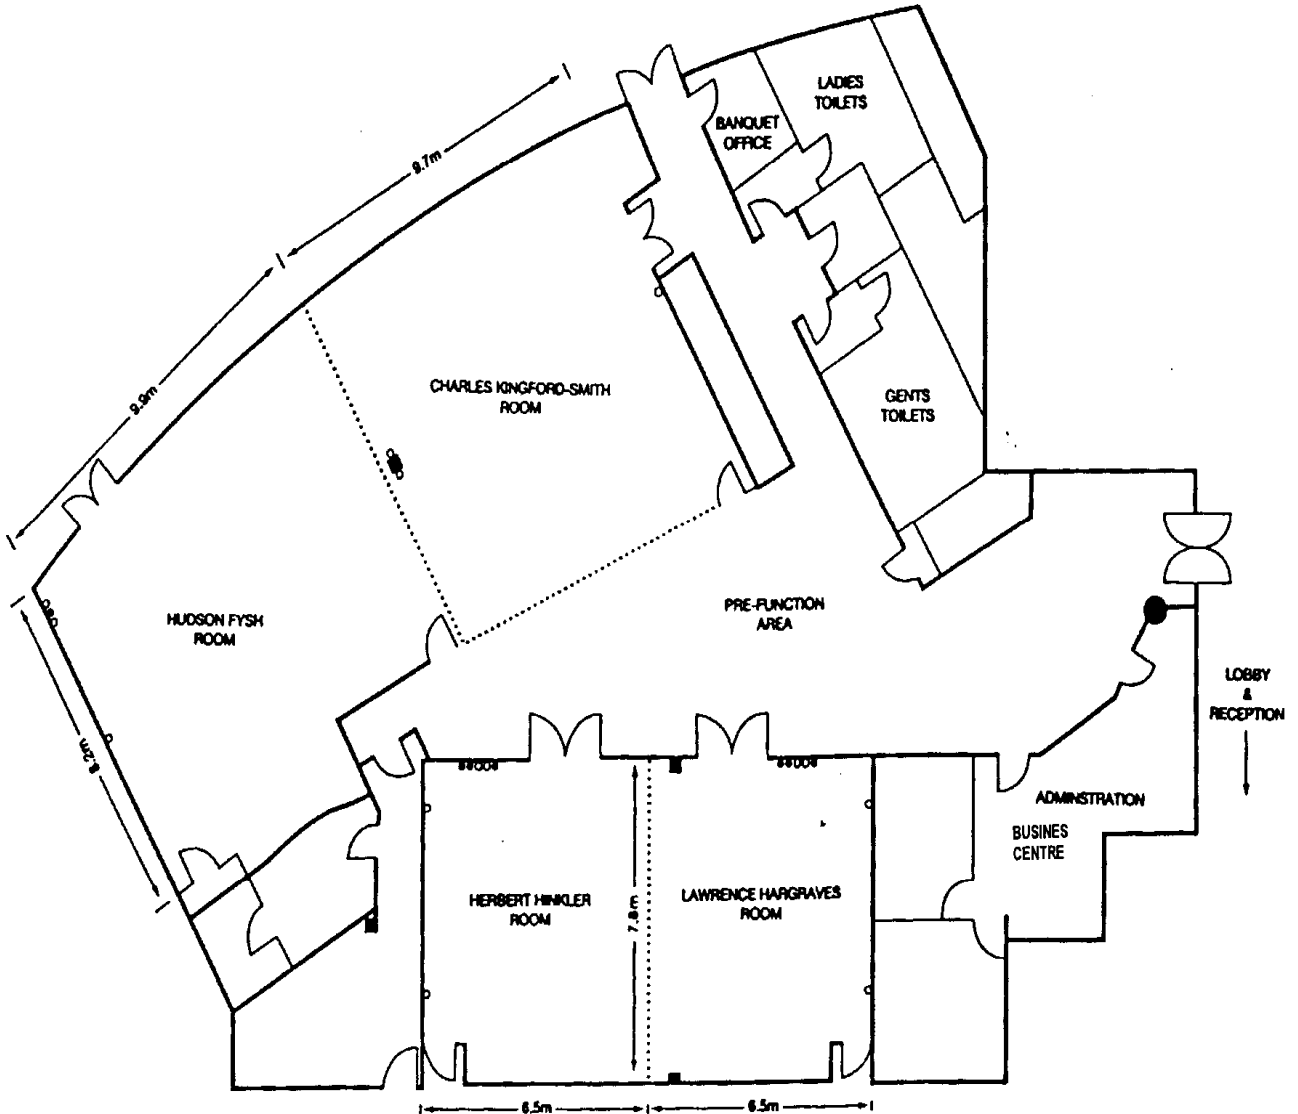 LADIES
TOILETS
BANQUET
OFFICE
9.7m
CHARLES KINGFORD-SMITH
ROOM
9.9m
GENTS
TOILETS
HUDSON FYSH
ROOM
PRE-FUNCTION
AREA
LOBBY
&
RECEPTION
8.2m
ADMINSTRATION
BUSINES
CENTRE
HERBERT HINKLER
ROOM
7.8m
LAWRENCE HARGRAVES
ROOM
6.5m
6.5m